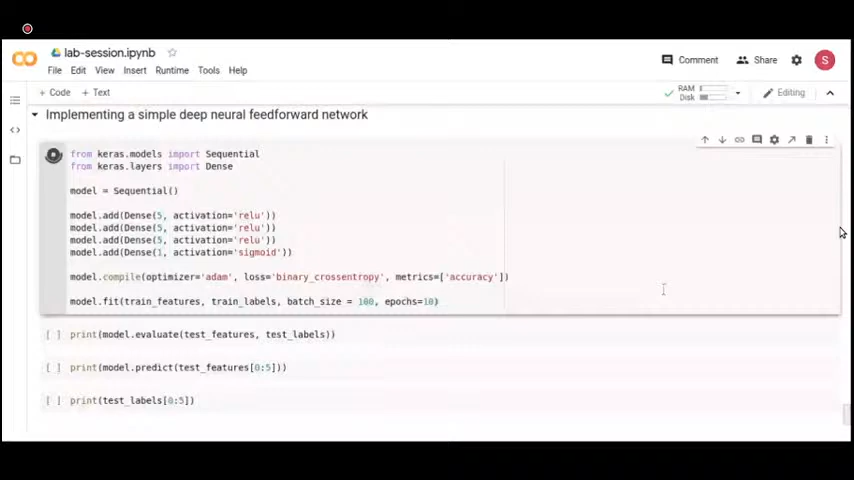 lab-session.ipynb
File Edit View Insert Runtime Tools Help
Comment Share S
+ Code + Text
RAM
Disk
Editing
Implementing a simple deep neural feedforward network
from keras.models import Sequential
from keras.layers import Dense
model = Sequential()
model.add(Dense(5, activation='relu'))
model.add(Dense(5, activation='relu'))
model.add(Dense(5, activation='relu'))
model.add(Dense(1, activation='sigmoid'))
model.compile(optimizer='adam', loss='binary_crossentropy', metrics=['accuracy'])
model.fit(train_features, train_labels, batch_size = 100, epochs=10)
[ ] print(model.evaluate(test_features, test_labels))
[ ] print(model.predict(test_features[0:5]))
[ ] print(test_labels[0:5])